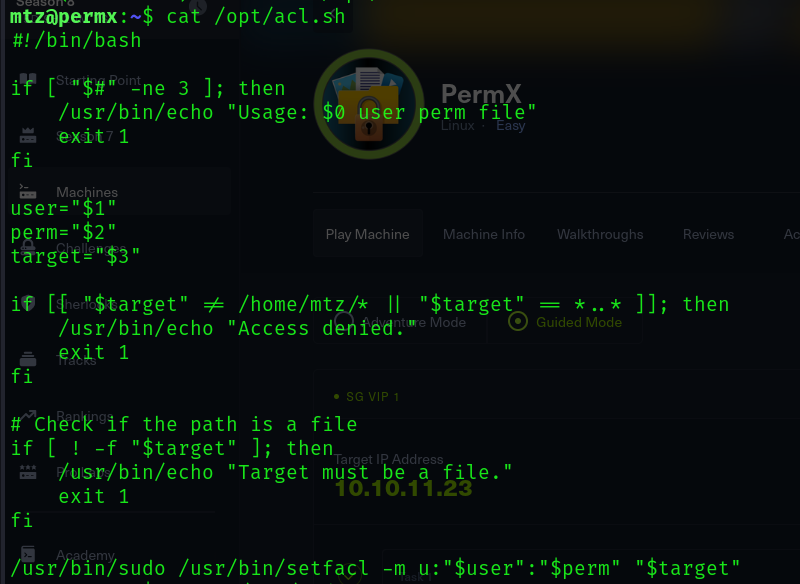 Season 8
mtz@permx:~$ cat /opt/acl.sh
#!/bin/bash
Starting Point
if [ "$#" -ne 3 ]; then
PermX
/usr/bin/echo "Usage: $0 user perm file"
Linux · Easy
exit 1
fi
Machines
user="$1"
perm="$2"
Play Machine Machine Info Walkthroughs Reviews Ac
Challenges
target="$3"
if [[ "$target" != /home/mtz/* || "$target" == *..* ]]; then
/usr/bin/echo "Access denied."
Adventure Mode Guided Mode
exit 1
Tracks
fi
SG VIP 1
Rankings
# Check if the path is a file
if [ ! -f "$target" ]; then
Target IP Address
/usr/bin/echo "Target must be a file."
10.10.11.23
exit 1
fi
Academy
/usr/bin/sudo /usr/bin/setfacl -m u:"$user":"$perm" "$target"